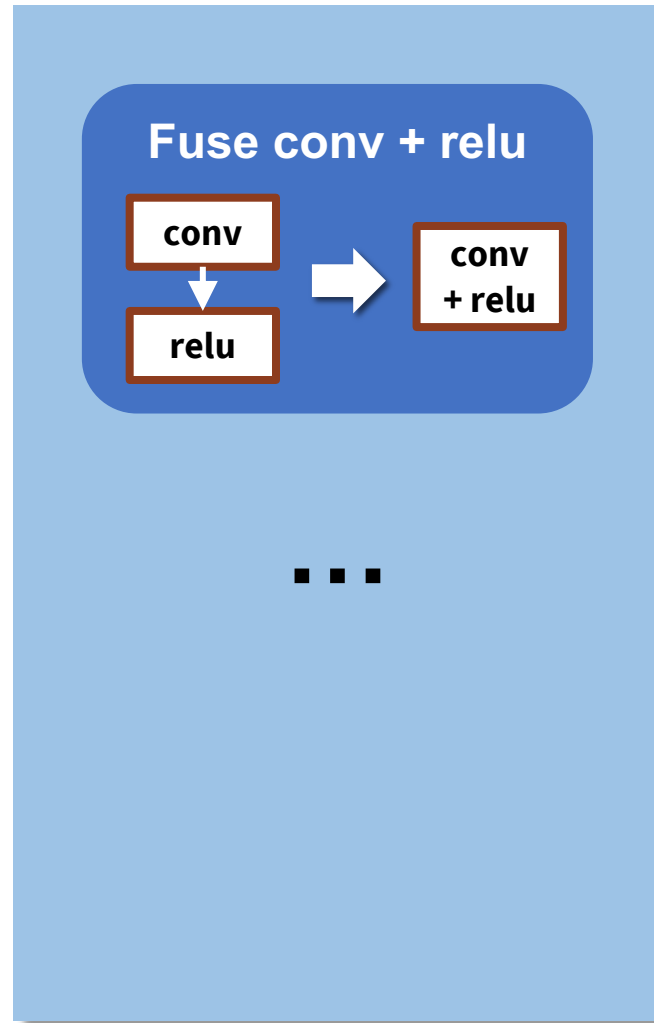 Fuse conv + relu
conv
relu
conv
+ relu
...